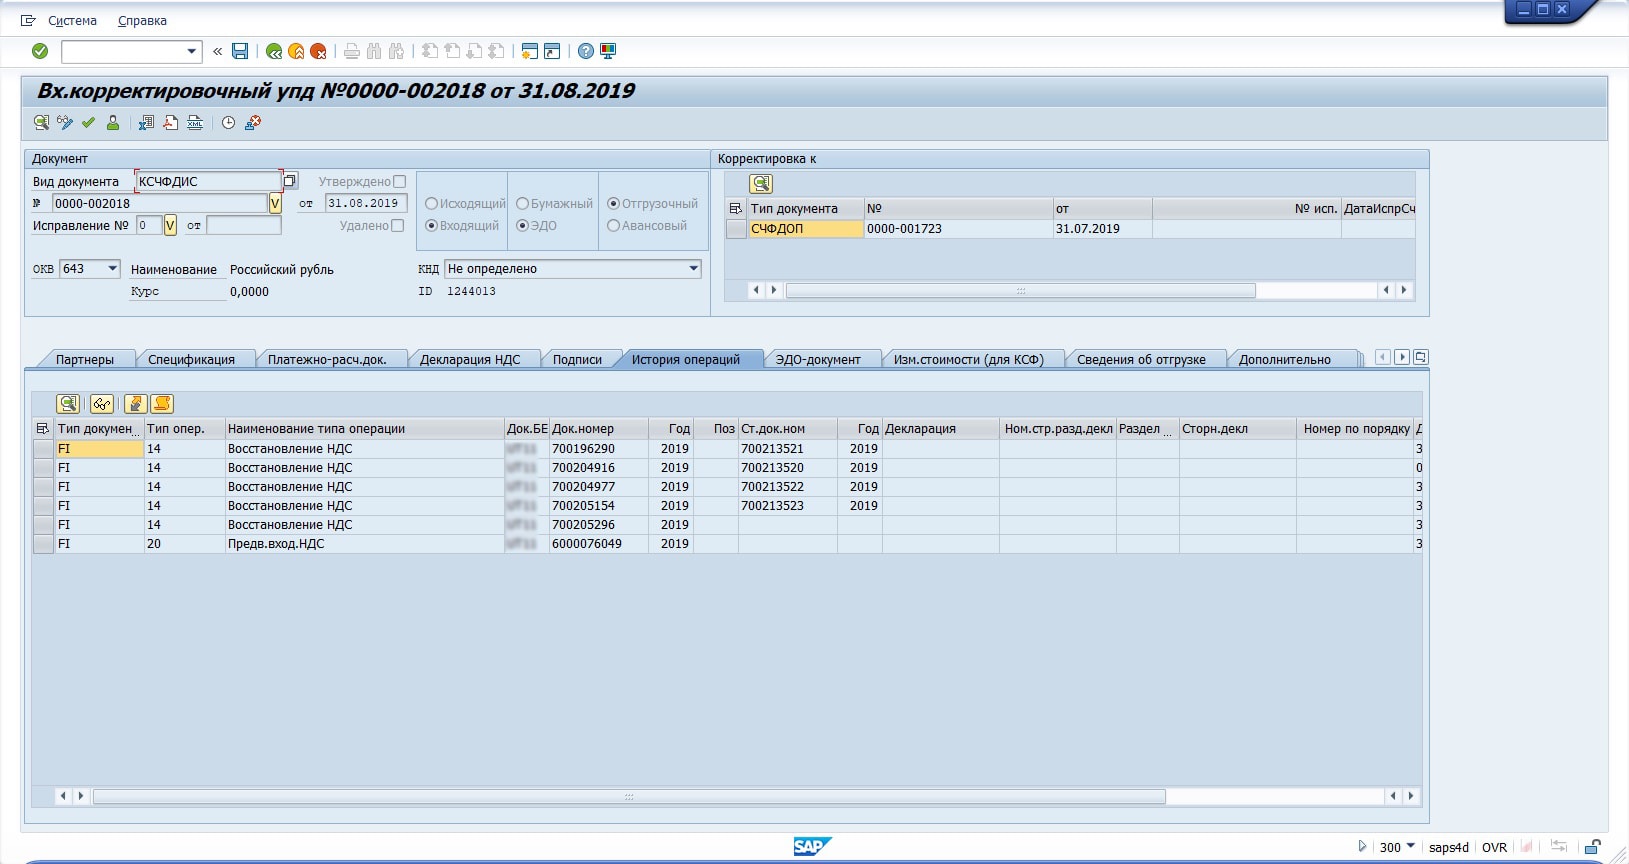 Система Справка
Вх.корректировочный упд №0000-002018 от 31.08.2019
Документ
Вид документа КСЧФДИС Утверждено
№ 0000-002018 V от 31.08.2019
Исправление № 0 V от Удалено
Исходящий Бумажный Отгрузочный
Входящий ЭДО Авансовый
ОКВ 643 Наименование Российский рубль КНД Не определено
Курс 0,0000 ID 1244013
Корректировка к
Тип документа № от № исп. ДатаИспрСч
СЧФДОП 0000-001723 31.07.2019
Партнеры Спецификация Платежно-расч.док. Декларация НДС Подписи История операций ЭДО-документ Изм.стоимости (для КСФ) Сведения об отгрузке Дополнительно
Тип докумен... Тип опер. Наименование типа операции Док.БЕ Док.номер Год Поз Ст.док.ном Год Декларация Ном.стр.разд.декл Раздел ... Сторн.декл Номер по порядку Д
FI 14 Восстановление НДС 700196290 2019 700213521 2019 3
FI 14 Восстановление НДС 700204916 2019 700213520 2019 0
FI 14 Восстановление НДС 700204977 2019 700213522 2019 3
FI 14 Восстановление НДС 700205154 2019 700213523 2019 3
FI 14 Восстановление НДС 700205296 2019 3
FI 20 Предв.вход.НДС 6000076049 2019 3
SAP 300 saps4d OVR